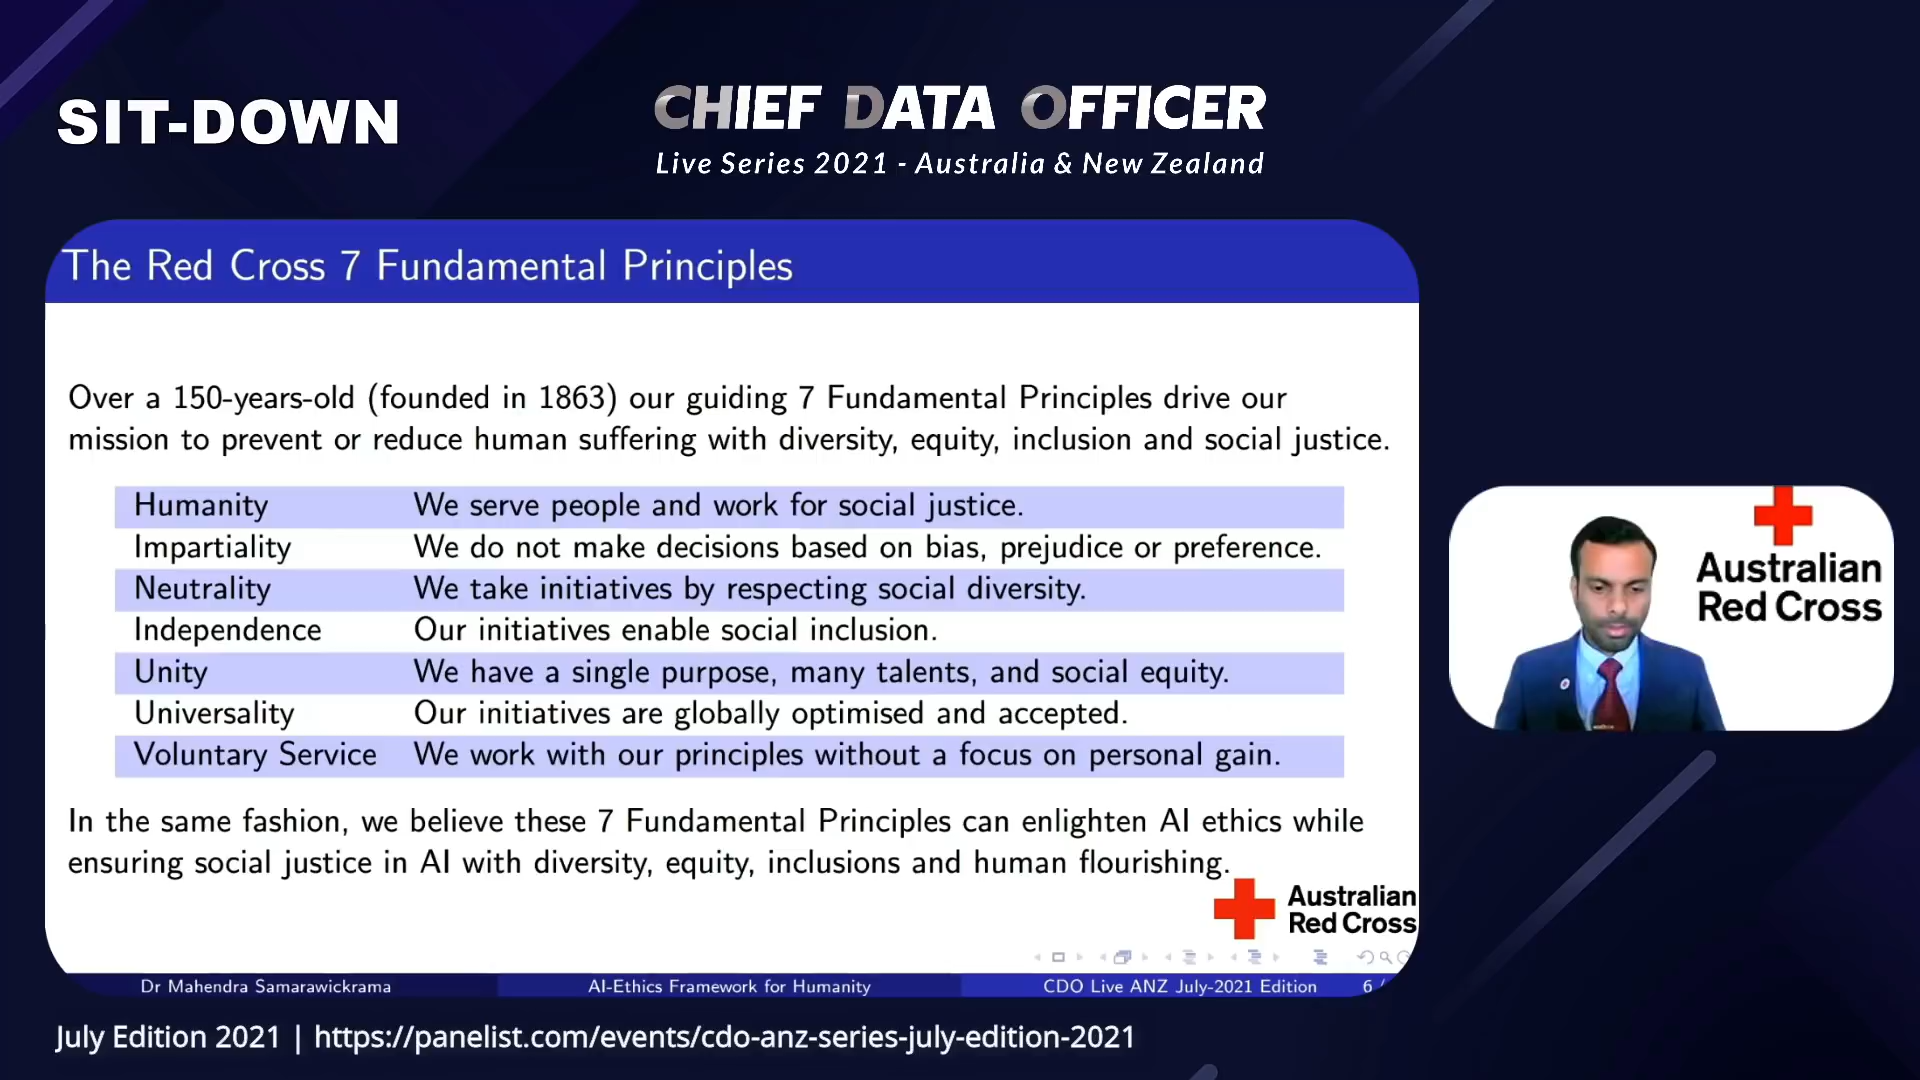 SIT-DOWN
CHIEF DATA OFFICER
Live Series 2021 - Australia & New Zealand
The Red Cross 7 Fundamental Principles
Over a 150-years-old (founded in 1863) our guiding 7 Fundamental Principles drive our
mission to prevent or reduce human suffering with diversity, equity, inclusion and social justice.
Humanity We serve people and work for social justice.
Impartiality We do not make decisions based on bias, prejudice or preference.
Neutrality We take initiatives by respecting social diversity.
Independence Our initiatives enable social inclusion.
Unity We have a single purpose, many talents, and social equity.
Universality Our initiatives are globally optimised and accepted.
Voluntary Service We work with our principles without a focus on personal gain.
In the same fashion, we believe these 7 Fundamental Principles can enlighten AI ethics while
ensuring social justice in AI with diversity, equity, inclusions and human flourishing.
Australian
Red Cross
Dr Mahendra Samarawickrama AI-Ethics Framework for Humanity CDO Live ANZ July-2021 Edition 6 /
Australian
Red Cross
July Edition 2021 | https://panelist.com/events/cdo-anz-series-july-edition-2021